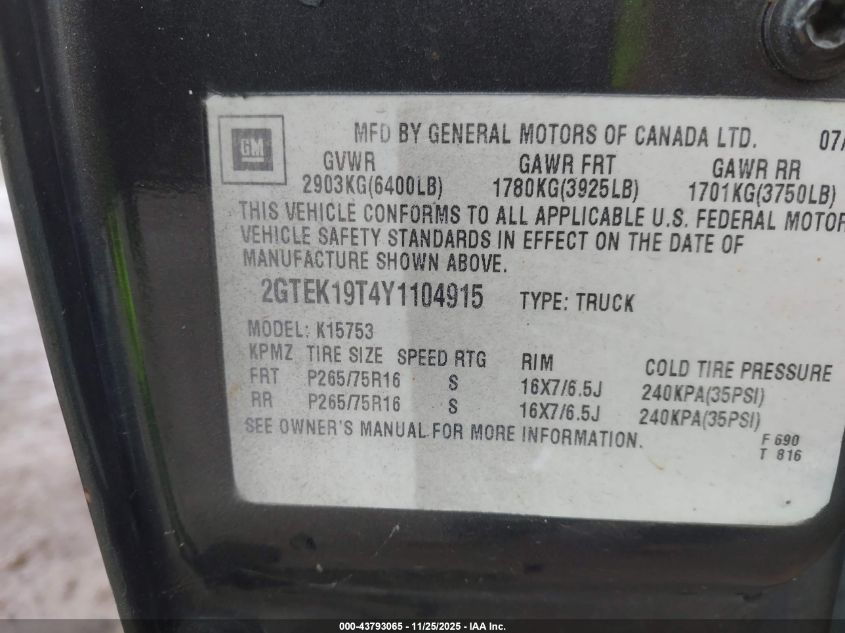 GM
MFD BY GENERAL MOTORS OF CANADA LTD. 07/
GVWR GAWR FRT GAWR RR
2903KG(6400LB) 1780KG(3925LB) 1701KG(3750LB)
THIS VEHICLE CONFORMS TO ALL APPLICABLE U.S. FEDERAL MOTOR
VEHICLE SAFETY STANDARDS IN EFFECT ON THE DATE OF
MANUFACTURE SHOWN ABOVE.
2GTEK19T4Y1104915 TYPE: TRUCK
MODEL: K15753
KPMZ TIRE SIZE SPEED RTG RIM COLD TIRE PRESSURE
FRT P265/75R16 S 16X7/6.5J 240KPA(35PSI)
RR P265/75R16 S 16X7/6.5J 240KPA(35PSI)
SEE OWNER'S MANUAL FOR MORE INFORMATION.
F 690
T 816
000-43793065 - 11/25/2025 - IAA Inc.